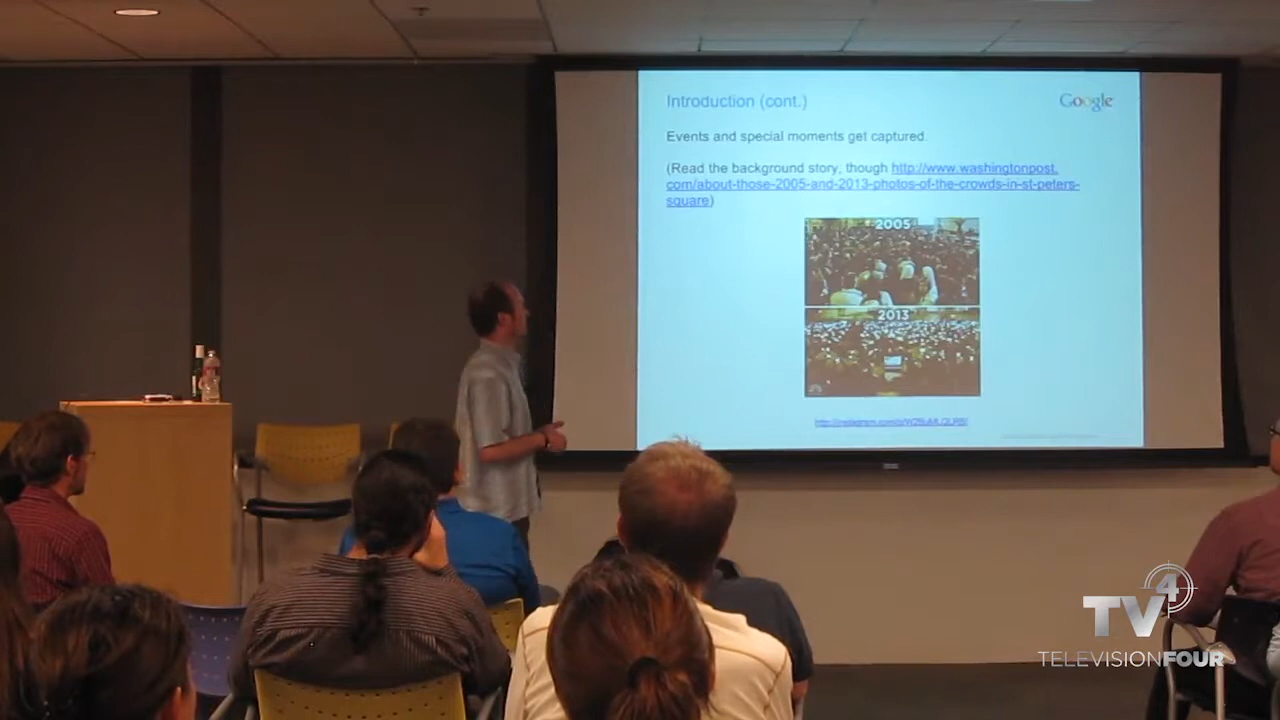 Introduction (cont.)
Google
Events and special moments get captured.
(Read the background story, though http://www.washingtonpost.
com/about-those-2005-and-2013-photos-of-the-crowds-in-st-peters-
square)
2005
2013
TV4
TELEVISIONFOUR